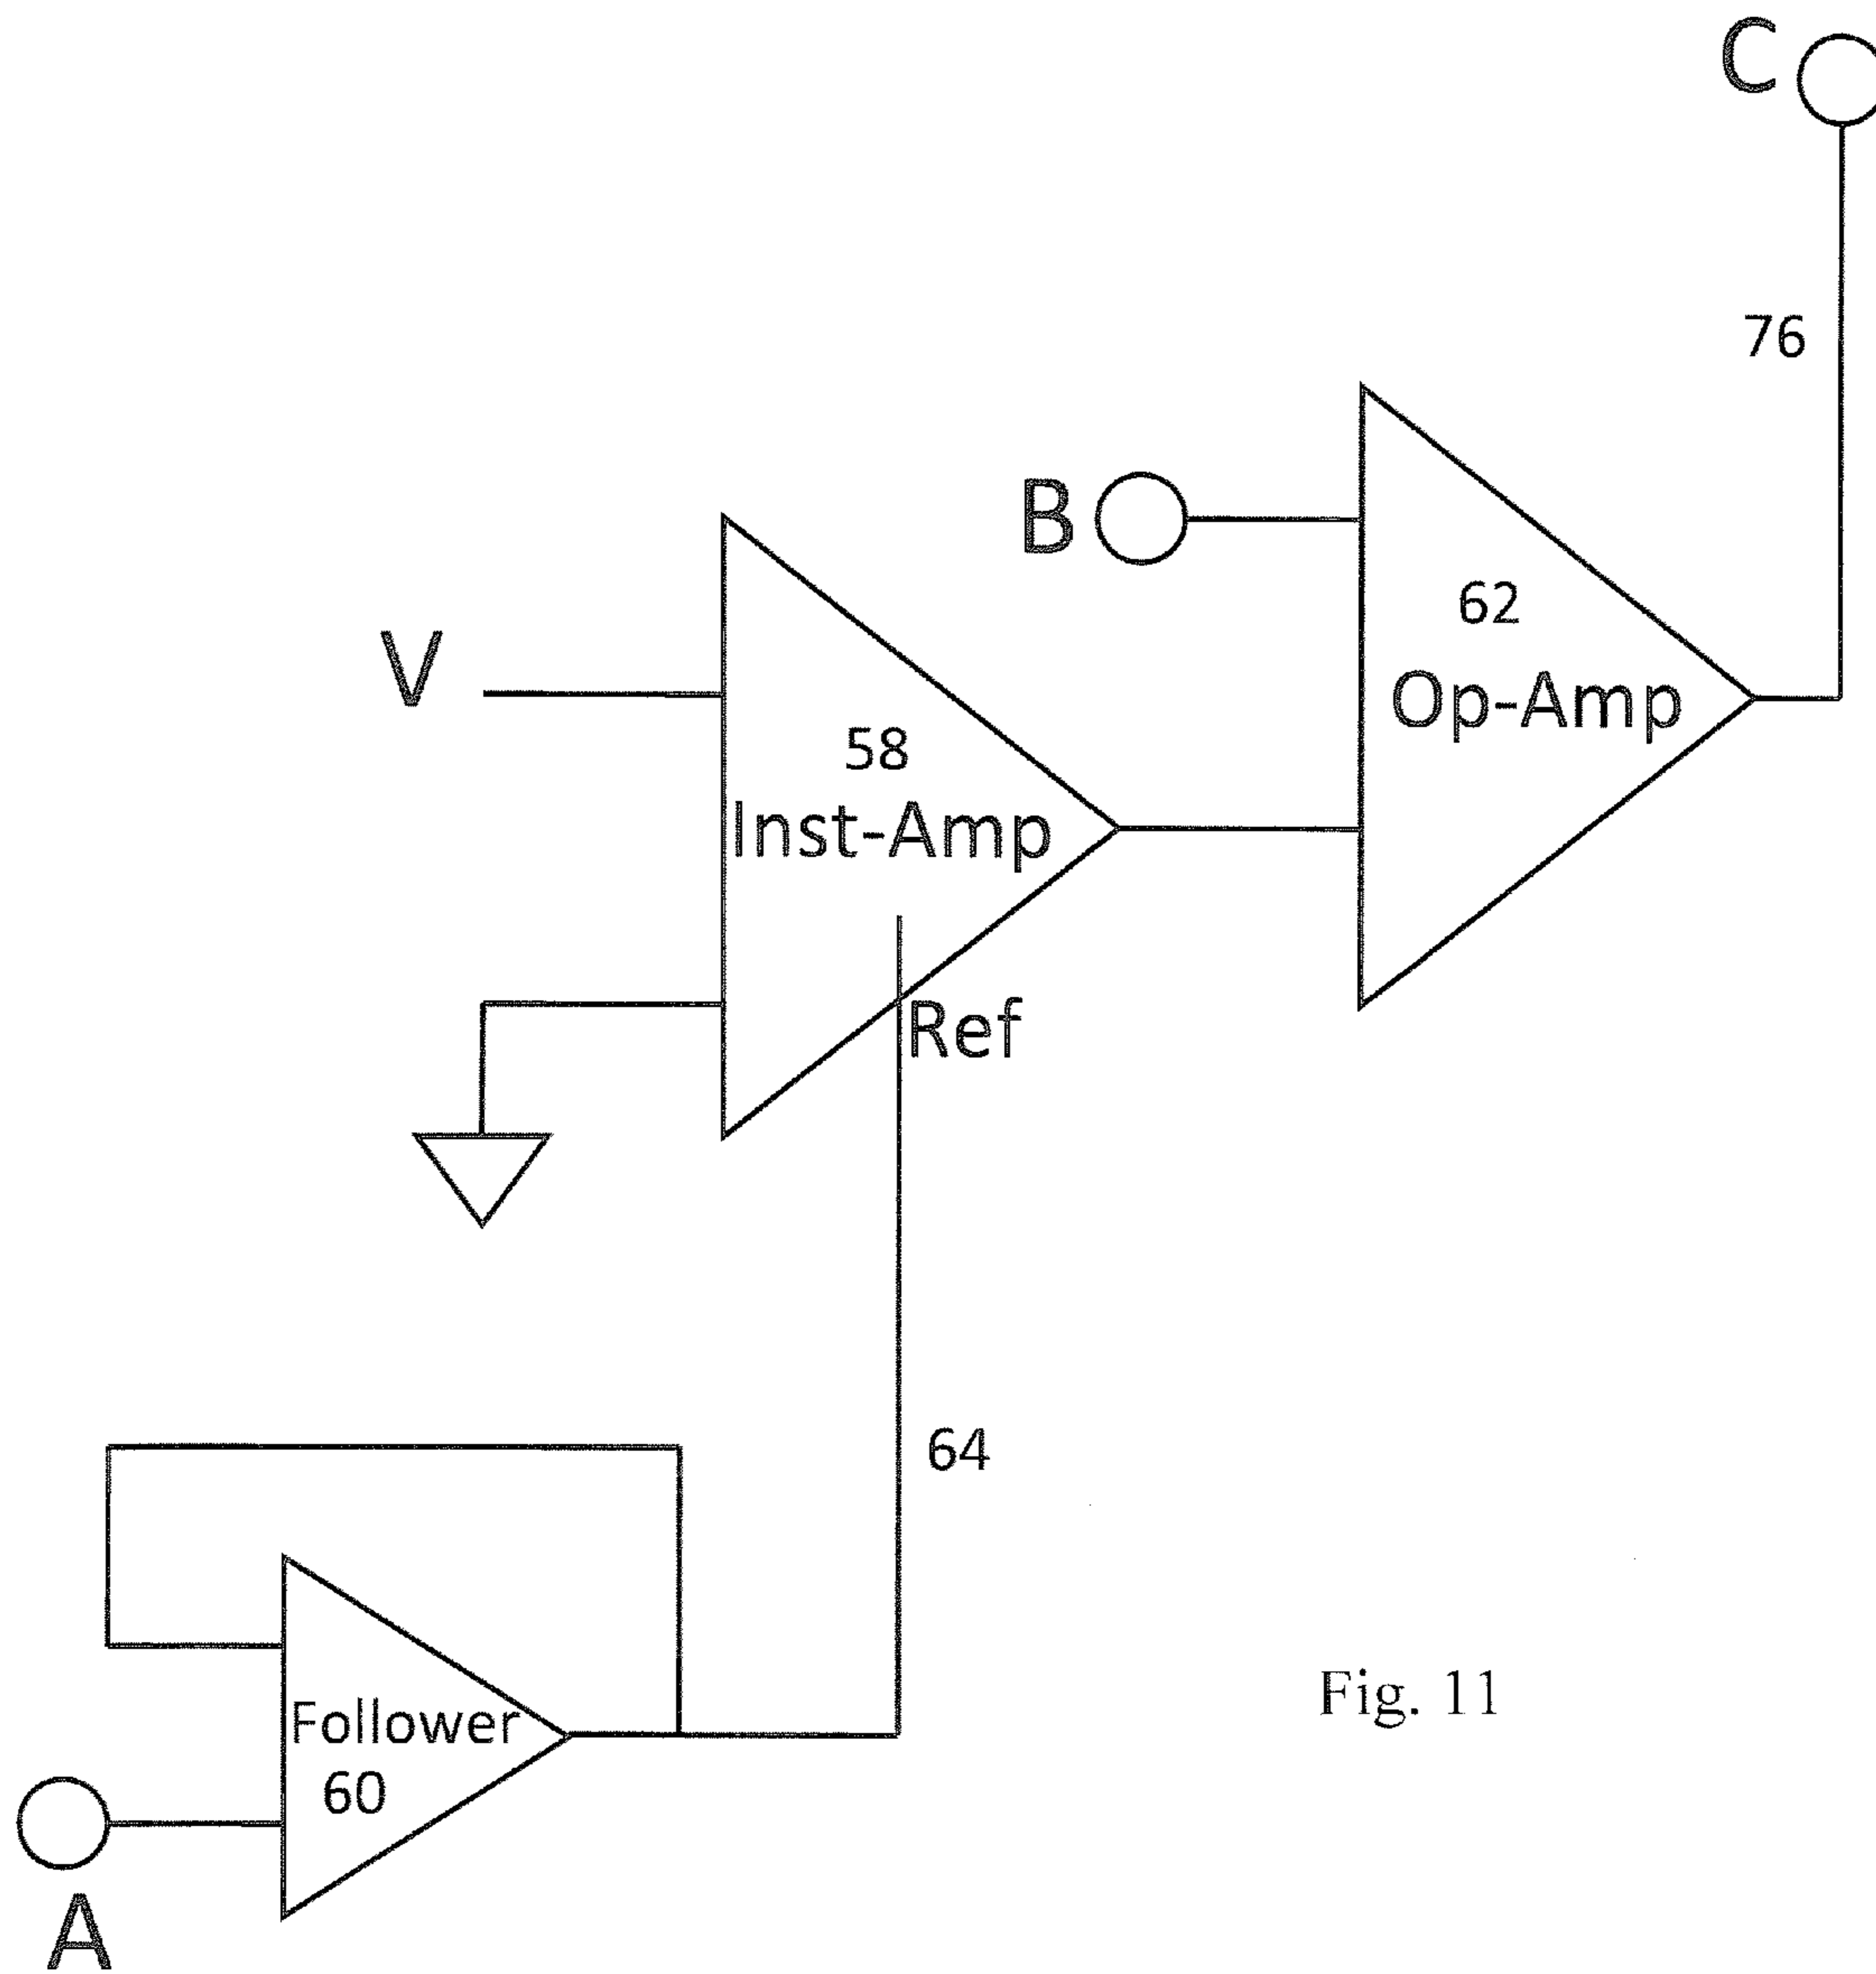 C
76
B
62
Op-Amp
V
58
Inst-Amp
Ref
64
Follower
60
A
Fig. 11